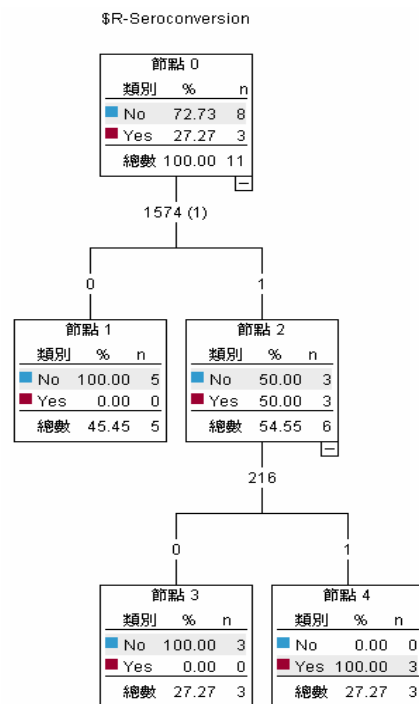 $R-Seroconversion
節點 0
類別 % n
No 72.73 8
Yes 27.27 3
總數 100.00 11
1574 (1)
0 1
節點 1
類別 % n
No 100.00 5
Yes 0.00 0
總數 45.45 5
節點 2
類別 % n
No 50.00 3
Yes 50.00 3
總數 54.55 6
216
0 1
節點 3
類別 % n
No 100.00 3
Yes 0.00 0
總數 27.27 3
節點 4
類別 % n
No 0.00 0
Yes 100.00 3
總數 27.27 3